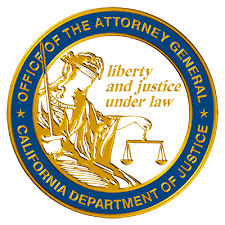 OFFICE OF THE ATTORNEY GENERAL
liberty
and justice
under law
CALIFORNIA DEPARTMENT OF JUSTICE